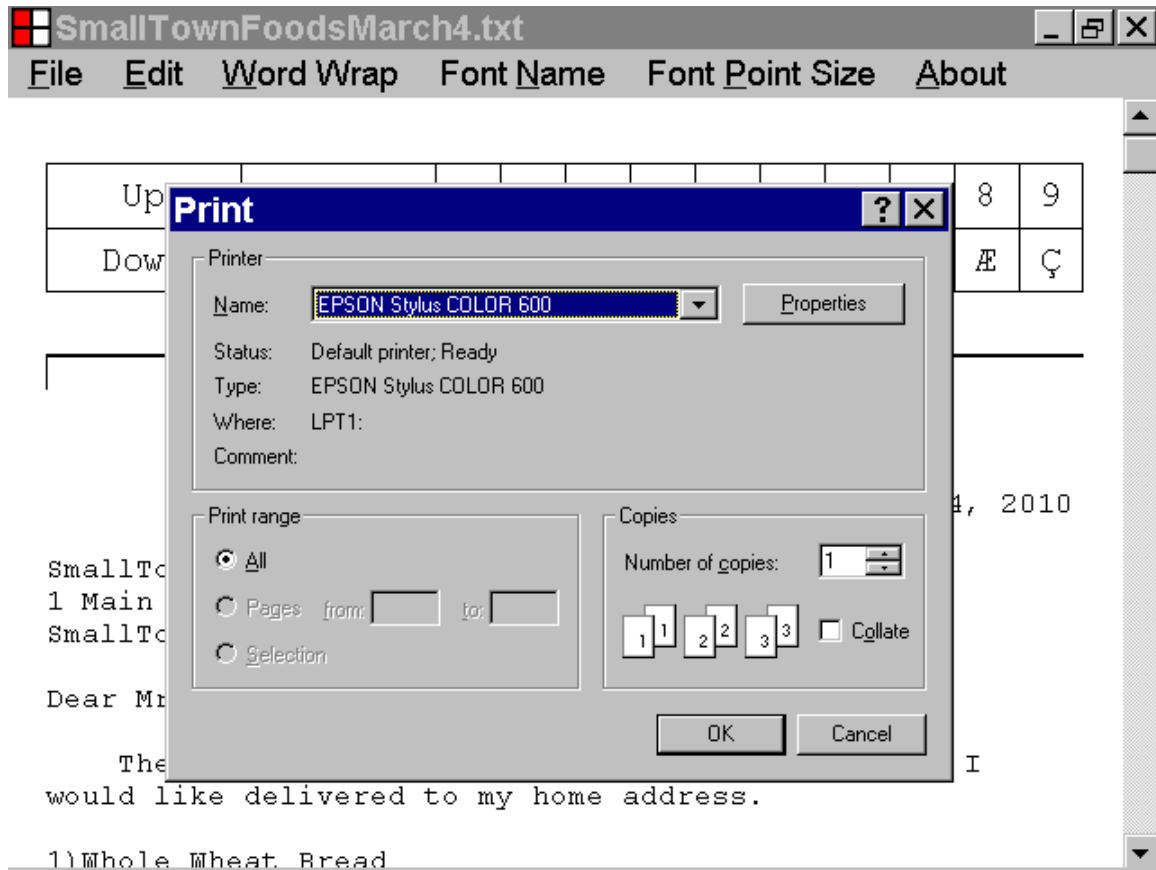 SmallTownFoodsMarch4.txt
File Edit Word Wrap Font Name Font Point Size About
Up 8 9
Dow Æ Ç
Print
Printer
Name: EPSON Stylus COLOR 600 Properties
Status: Default printer; Ready
Type: EPSON Stylus COLOR 600
Where: LPT1:
Comment:
4, 2010
Print range
All
Pages from: to:
Selection
Copies
Number of copies: 1
1 1 2 2 3 3 Collate
OK Cancel
SmallTo
1 Main
SmallTo
Dear Mr
The I
would like delivered to my home address.
1)Whole Wheat Bread